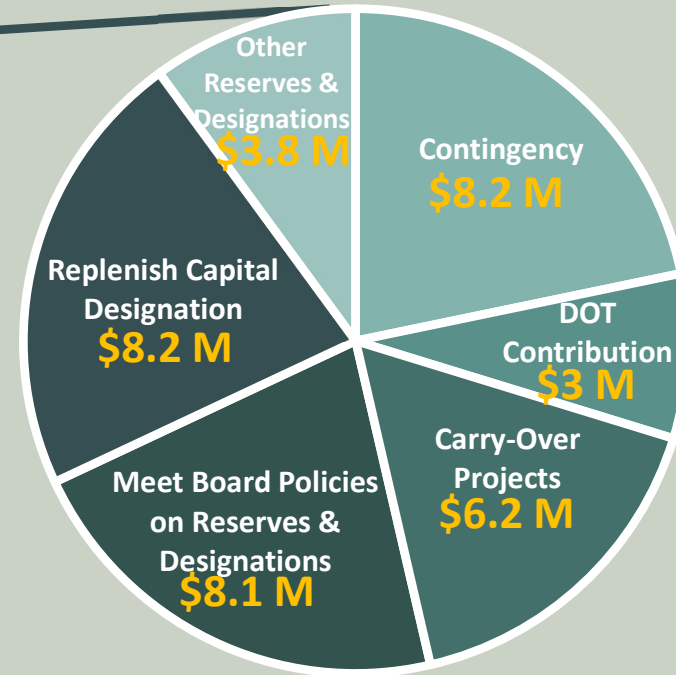 Other
Reserves &
Designations
$3.8 M
Contingency
$8.2 M
Replenish Capital
Designation
$8.2 M
DOT
Contribution
$3 M
Carry-Over
Projects
$6.2 M
Meet Board Policies
on Reserves &
Designations
$8.1 M